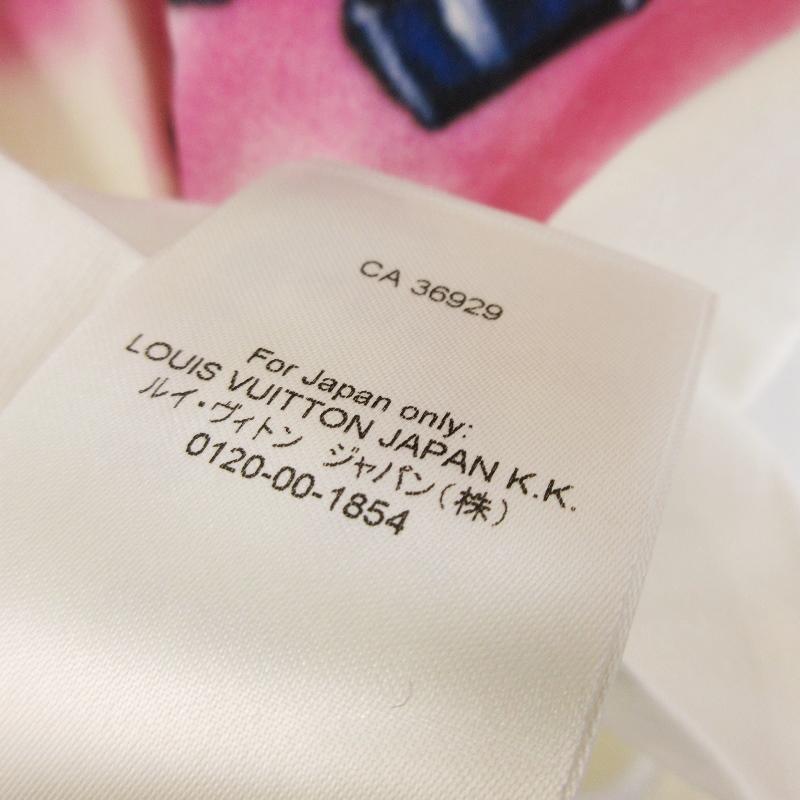 CA 36929
For Japan only:
LOUIS VUITTON JAPAN K.K.
ルイ・ヴィトン ジャパン(株)
0120-00-1854